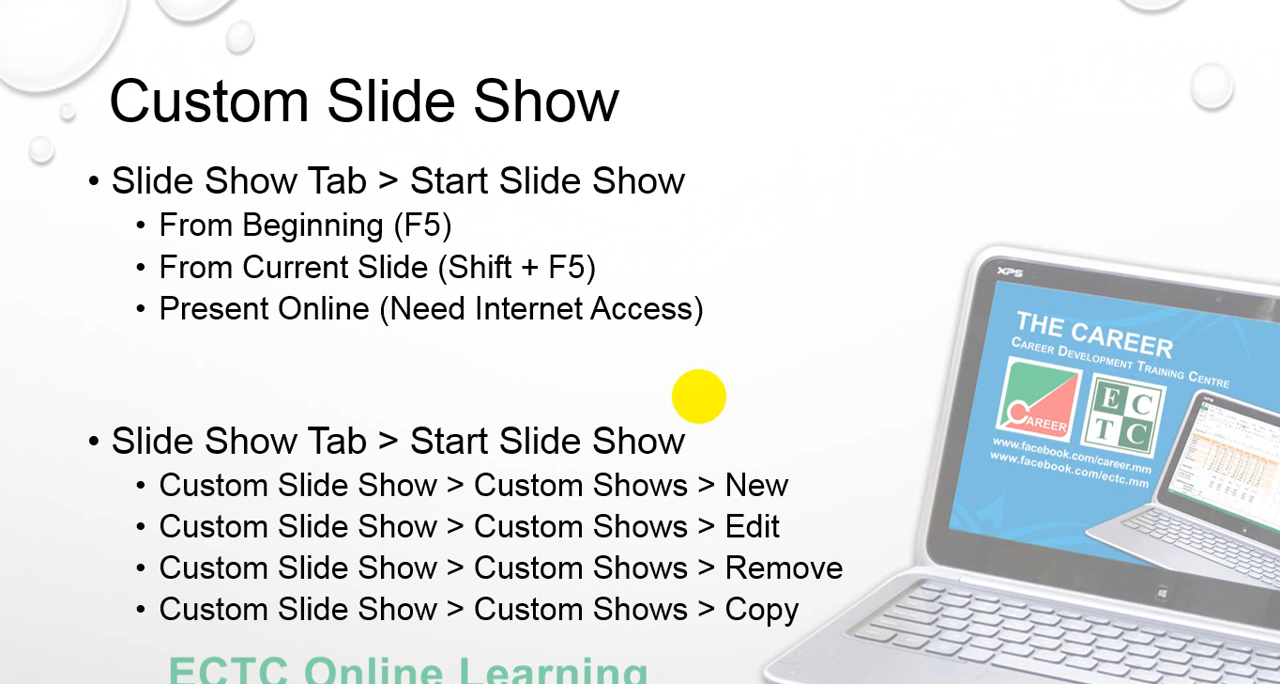 Custom Slide Show
• Slide Show Tab > Start Slide Show
• From Beginning (F5)
• From Current Slide (Shift + F5)
• Present Online (Need Internet Access)
• Slide Show Tab > Start Slide Show
• Custom Slide Show > Custom Shows > New
• Custom Slide Show > Custom Shows > Edit
• Custom Slide Show > Custom Shows > Remove
• Custom Slide Show > Custom Shows > Copy
ECTC Online Learning
XPS
THE CAREER
CAREER DEVELOPMENT TRAINING CENTRE
CAREER
EC
TC
www.facebook.com/career.mm
www.facebook.com/ectc.mm